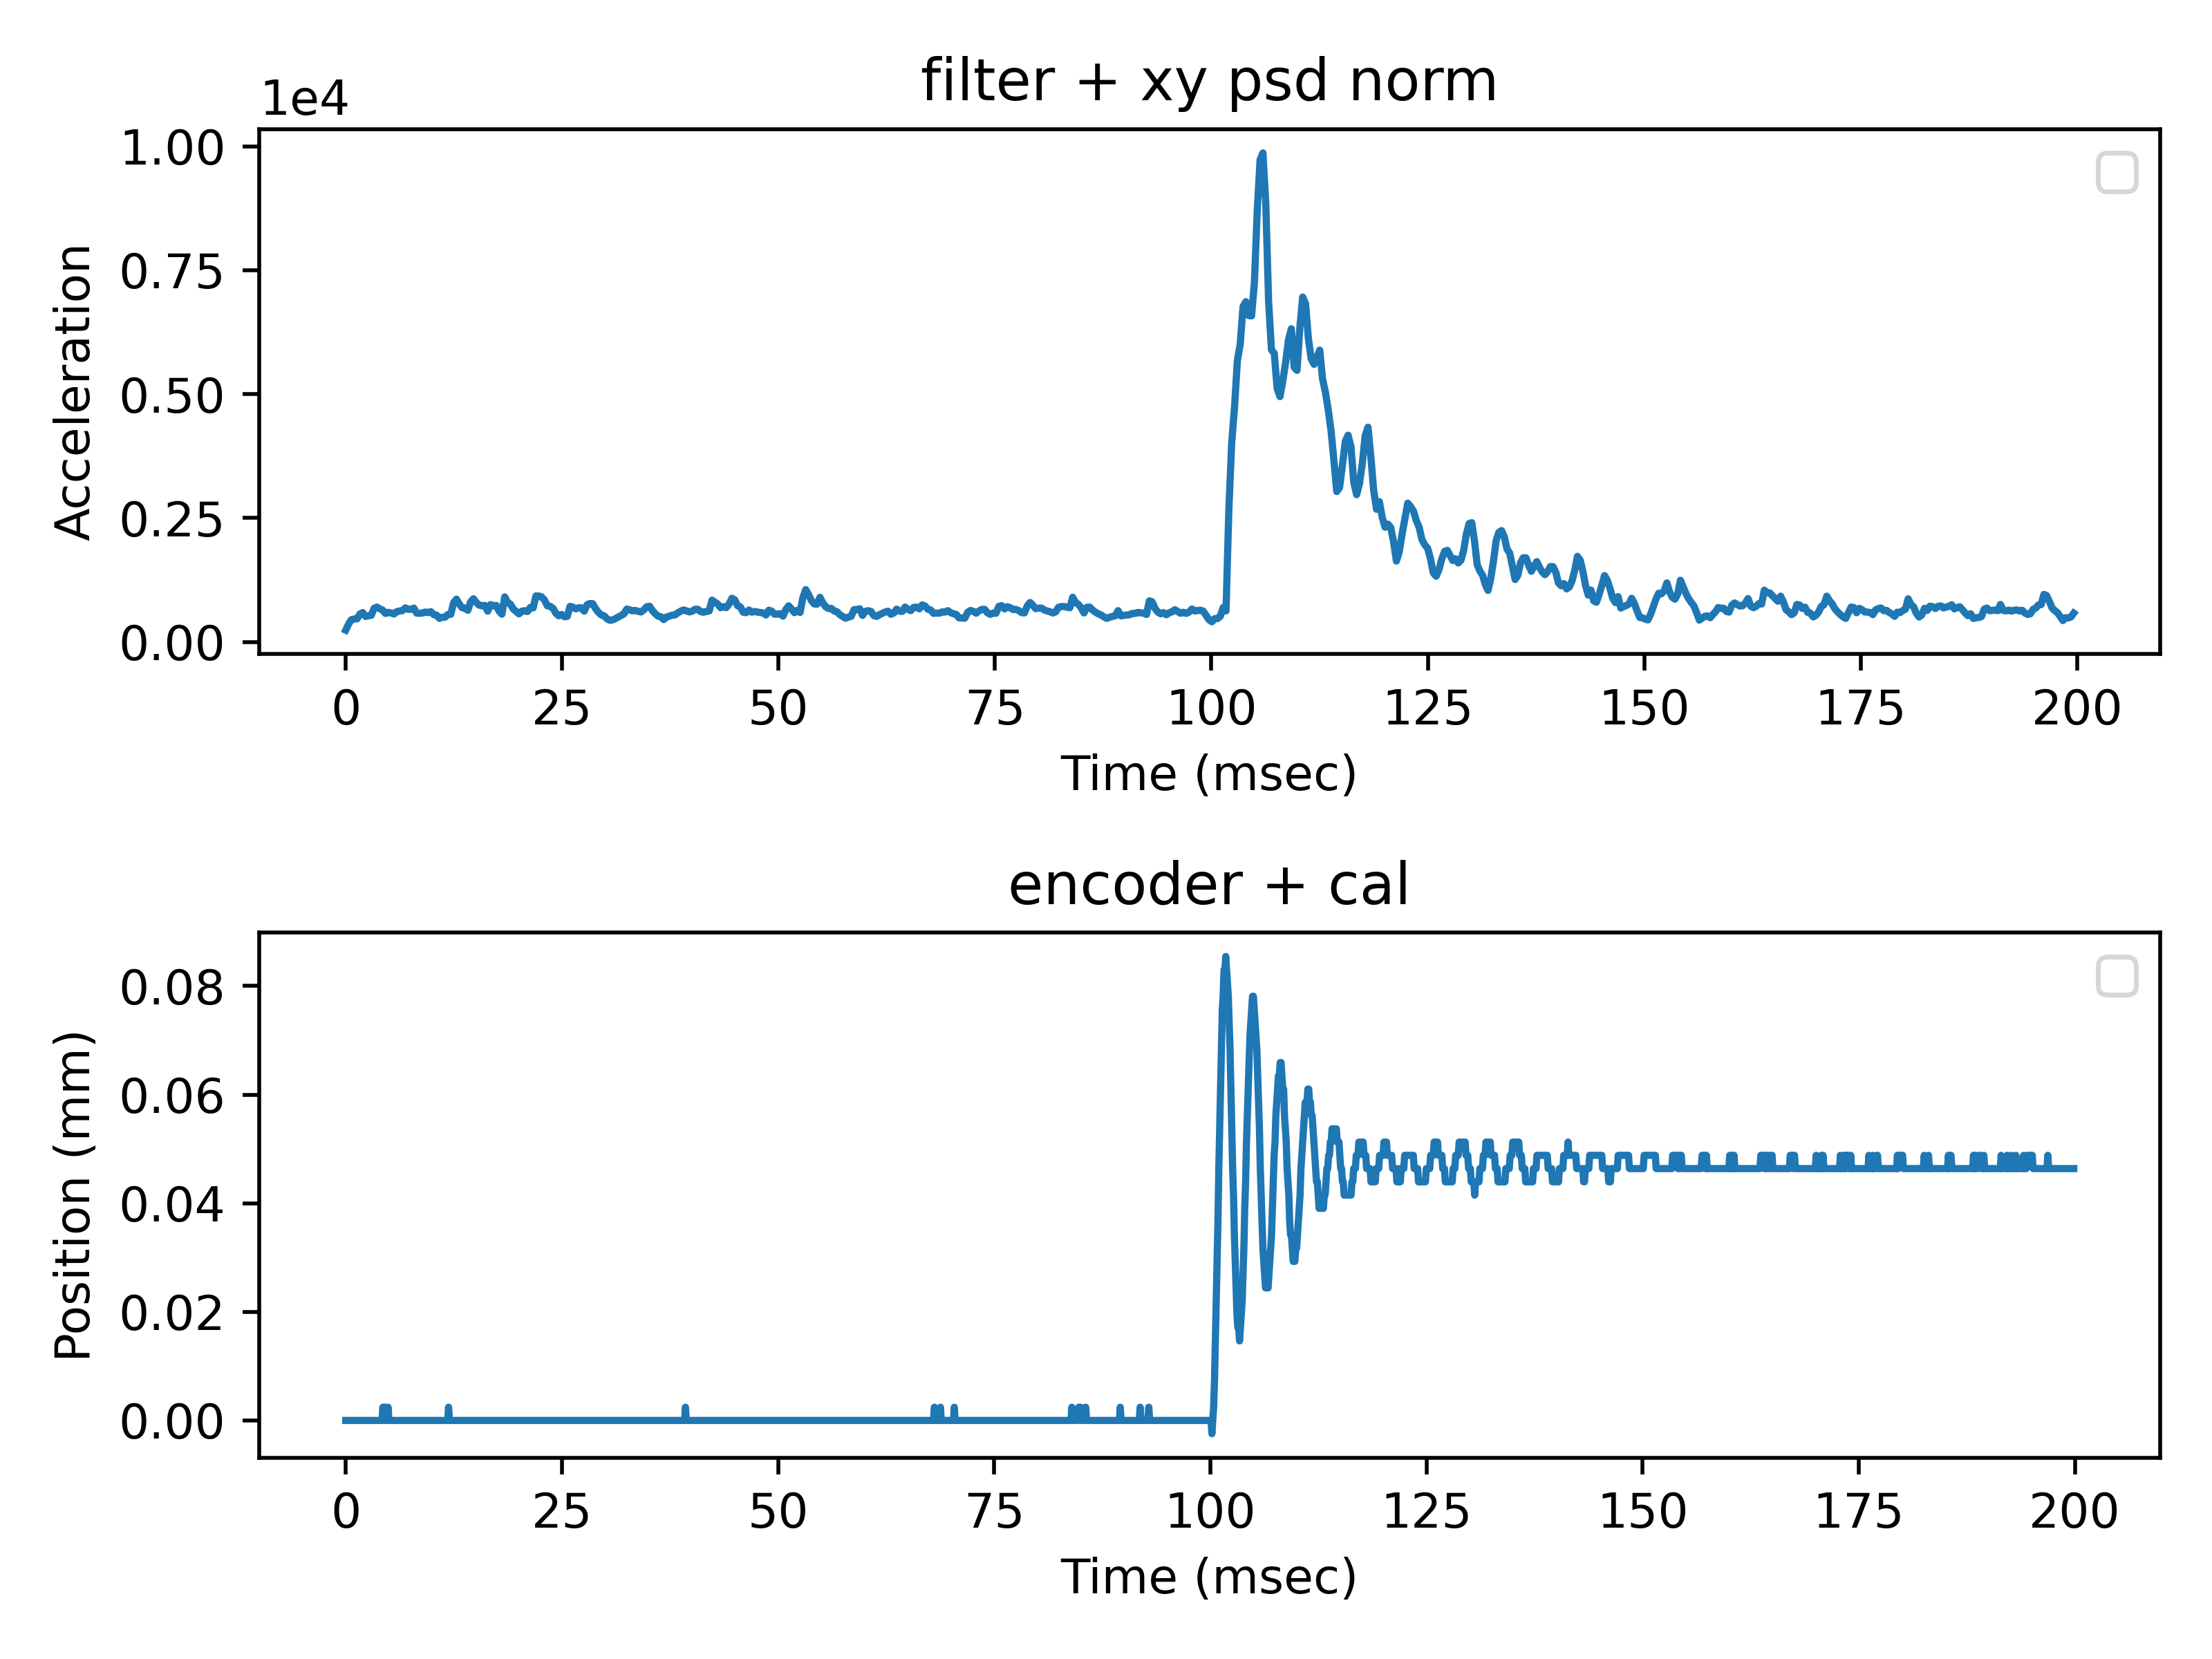 filter + xy psd norm
1e4
1.00
0.75
0.50
0.25
0.00
Acceleration
0 25 50 75 100 125 150 175 200
Time (msec)
encoder + cal
0.08
0.06
0.04
0.02
0.00
Position (mm)
0 25 50 75 100 125 150 175 200
Time (msec)